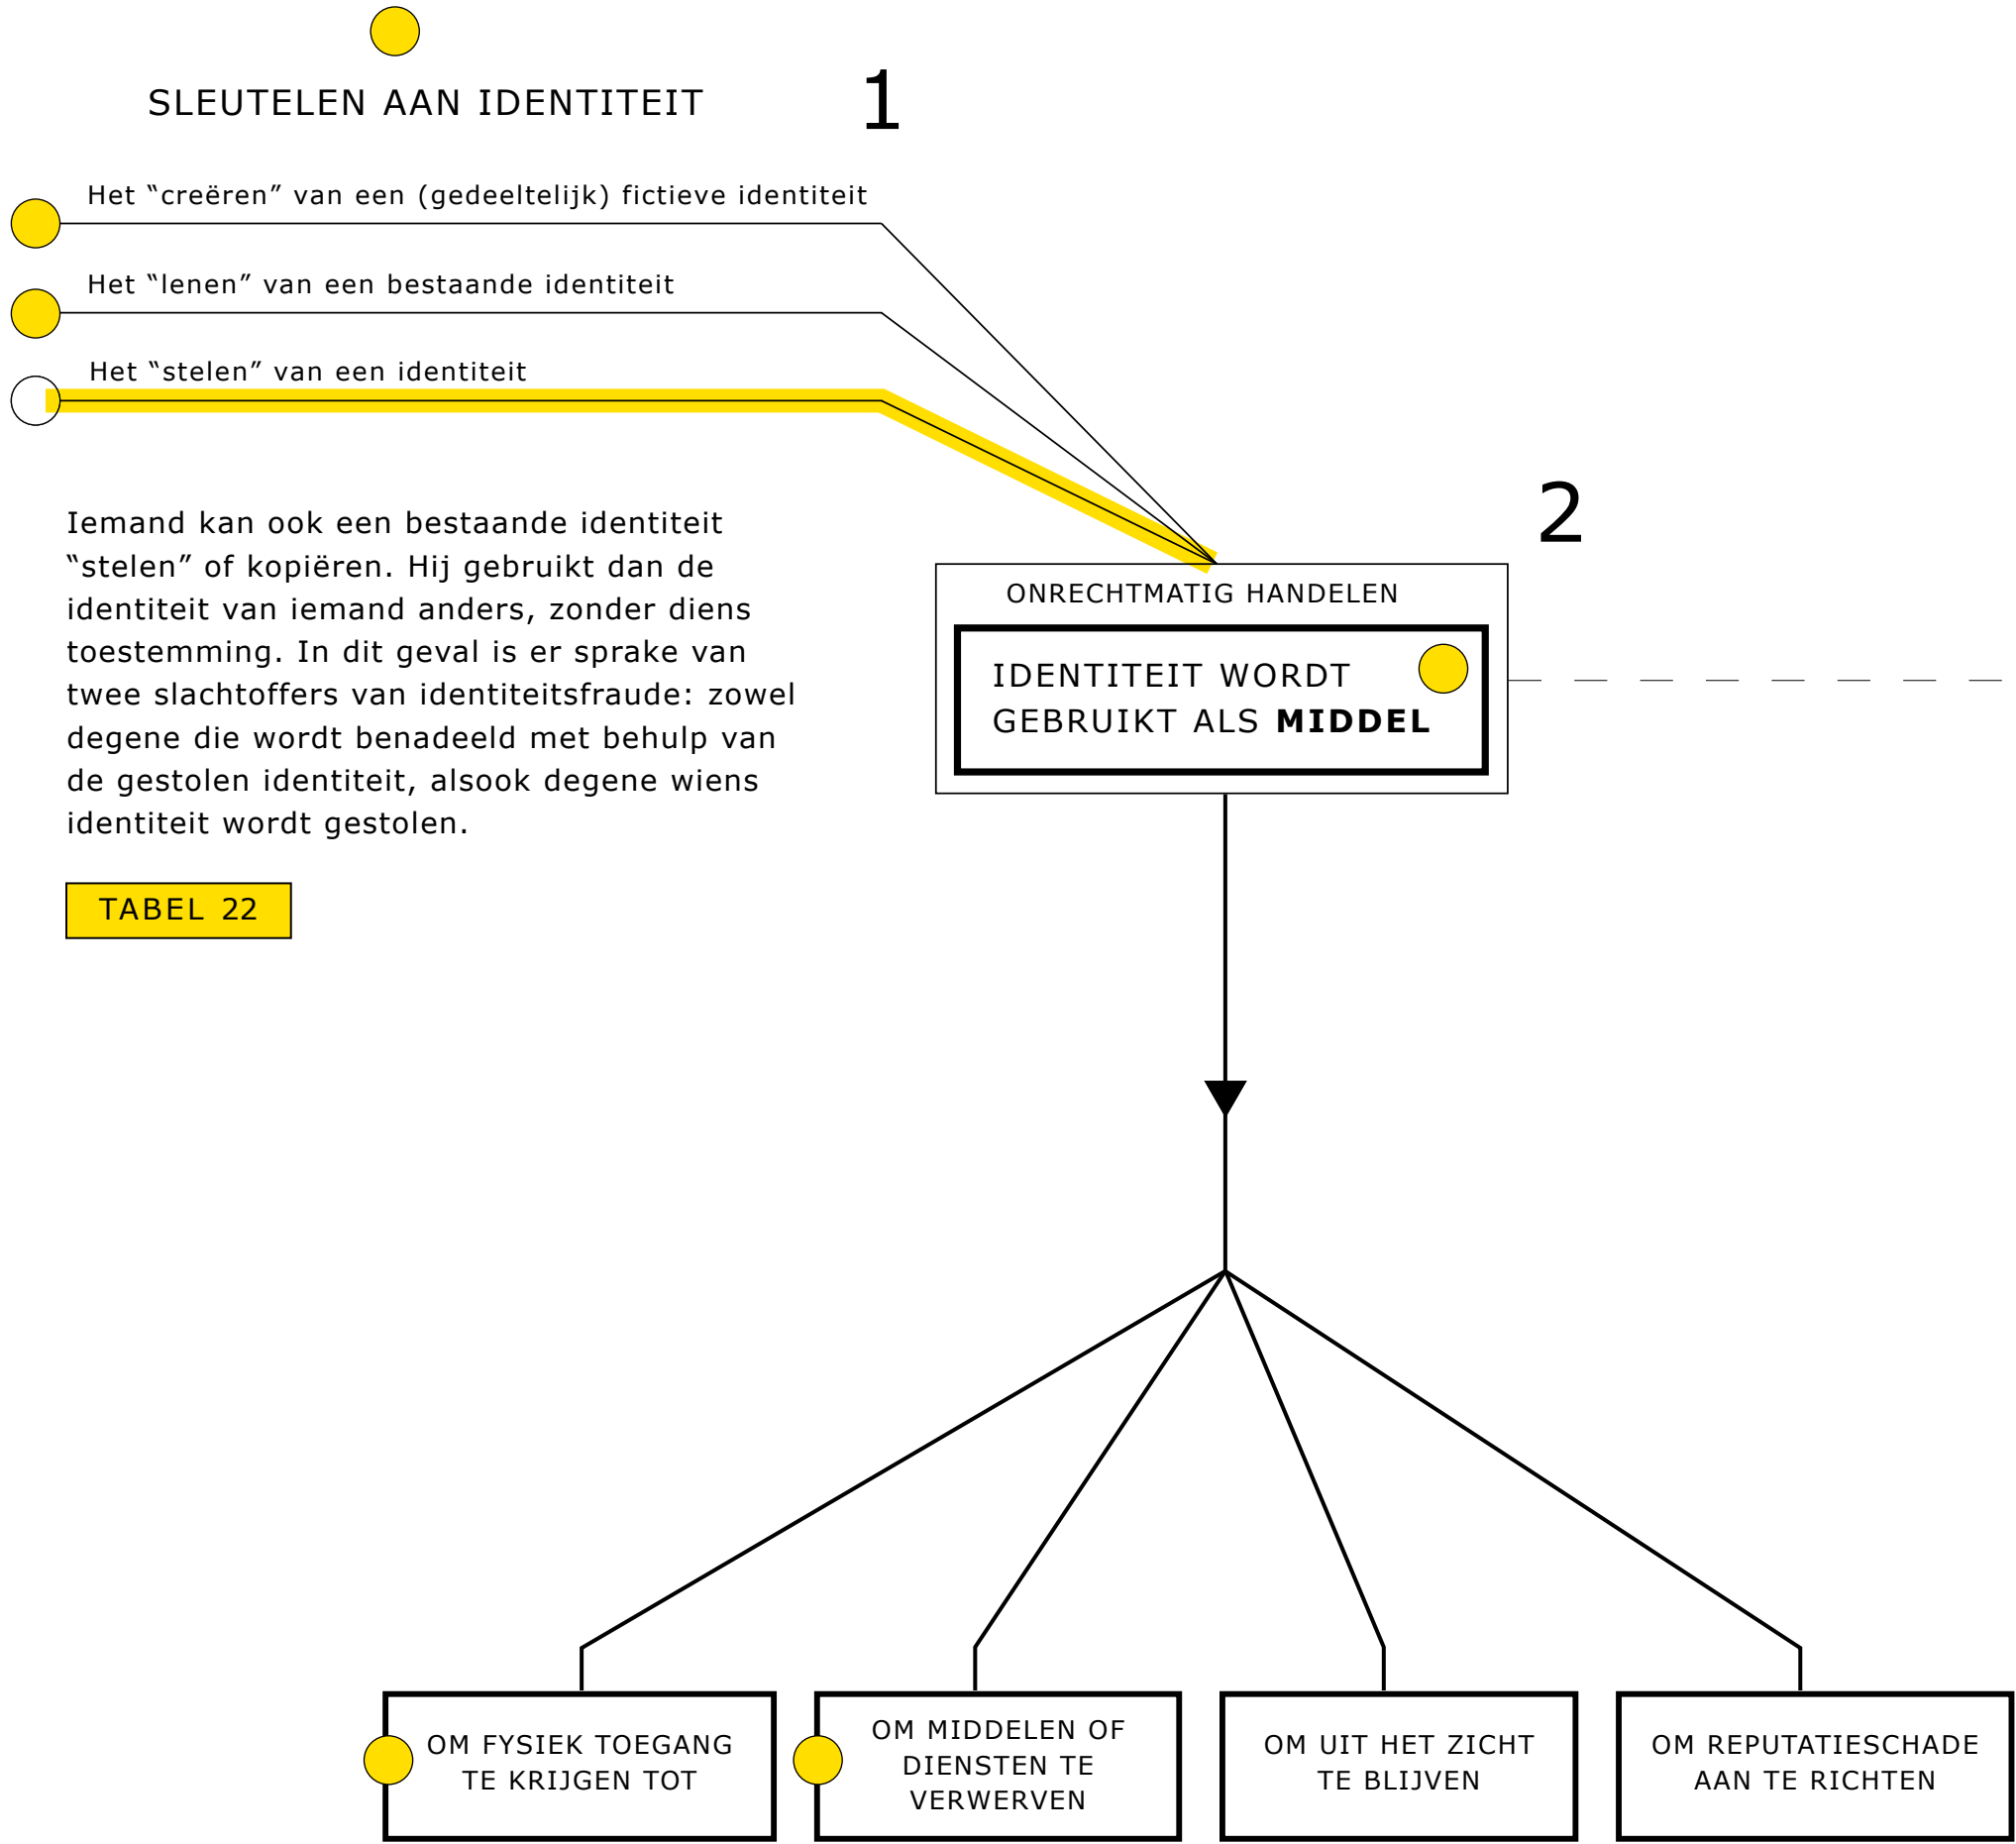 SLEUTELEN AAN IDENTITEIT
1
Het “creëren” van een (gedeeltelijk) fictieve identiteit
Het “lenen” van een bestaande identiteit
Het “stelen” van een identiteit
Iemand kan ook een bestaande identiteit
“stelen” of kopiëren. Hij gebruikt dan de
identiteit van iemand anders, zonder diens
toestemming. In dit geval is er sprake van
twee slachtoffers van identiteitsfraude: zowel
degene die wordt benadeeld met behulp van
de gestolen identiteit, alsook degene wiens
identiteit wordt gestolen.
TABEL 22
2
ONRECHTMATIG HANDELEN
IDENTITEIT WORDT
GEBRUIKT ALS MIDDEL
OM FYSIEK TOEGANG
TE KRIJGEN TOT
OM MIDDELEN OF
DIENSTEN TE
VERWERVEN
OM UIT HET ZICHT
TE BLIJVEN
OM REPUTATIESCHADE
AAN TE RICHTEN